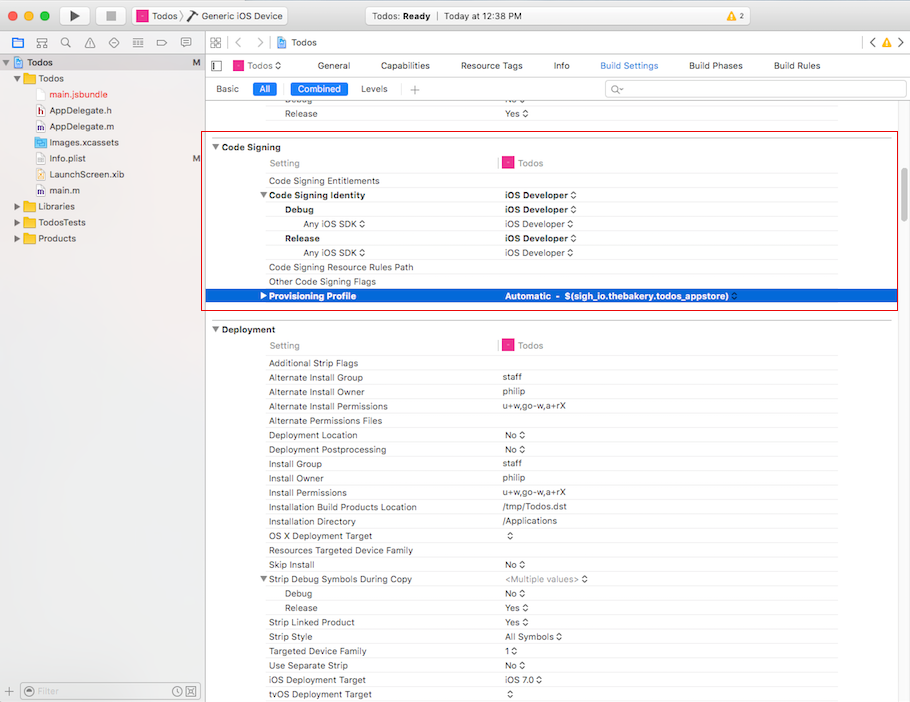 Todos Generic iOS Device Todos: Ready | Today at 12:38 PM 2
Todos
Todos M
Todos General Capabilities Resource Tags Info Build Settings Build Phases Build Rules
Todos
Basic All Combined Levels
main.jsbundle
AppDelegate.h
AppDelegate.m
Images.xcassets
Info.plist M
LaunchScreen.xib
main.m
Libraries
TodosTests
Products
Debug No
Release Yes
Code Signing
Setting Todos
Code Signing Entitlements
Code Signing Identity iOS Developer
Debug iOS Developer
Any iOS SDK iOS Developer
Release iOS Developer
Any iOS SDK iOS Developer
Code Signing Resource Rules Path
Other Code Signing Flags
Provisioning Profile Automatic - $(sigh_io.thebakery.todos_appstore)
Deployment
Setting Todos
Additional Strip Flags
Alternate Install Group staff
Alternate Install Owner philip
Alternate Install Permissions u+w,go-w,a+rX
Alternate Permissions Files
Deployment Location No
Deployment Postprocessing No
Install Group staff
Install Owner philip
Install Permissions u+w,go-w,a+rX
Installation Build Products Location /tmp/Todos.dst
Installation Directory /Applications
OS X Deployment Target
Resources Targeted Device Family
Skip Install No
Strip Debug Symbols During Copy <Multiple values>
Debug No
Release Yes
Strip Linked Product Yes
Strip Style All Symbols
Targeted Device Family 1
Use Separate Strip No
iOS Deployment Target iOS 7.0
tvOS Deployment Target
Filter